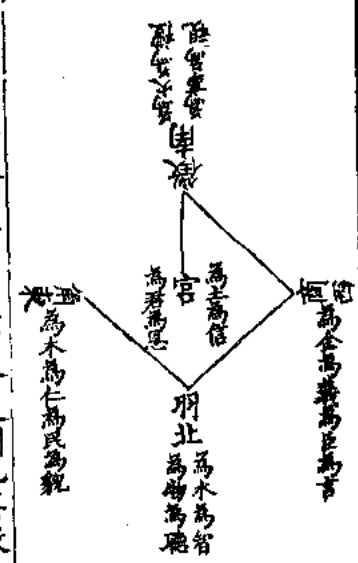 徵南
為火為禮
為事為視
宮
為土為信
為君為思
角東
為木為仁為民為貌
商西
為金為義為臣為言
羽北
為水為智
為物為聽